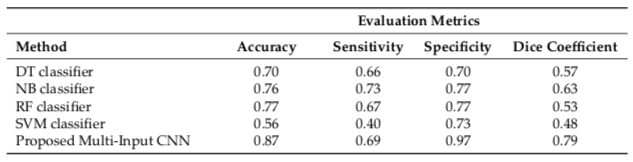 Evaluation Metrics
Method Accuracy Sensitivity Specificity Dice Coefficient
DT classifier 0.70 0.66 0.70 0.57
NB classifier 0.76 0.73 0.77 0.63
RF classifier 0.77 0.67 0.77 0.53
SVM classifier 0.56 0.40 0.73 0.48
Proposed Multi-Input CNN 0.87 0.69 0.97 0.79